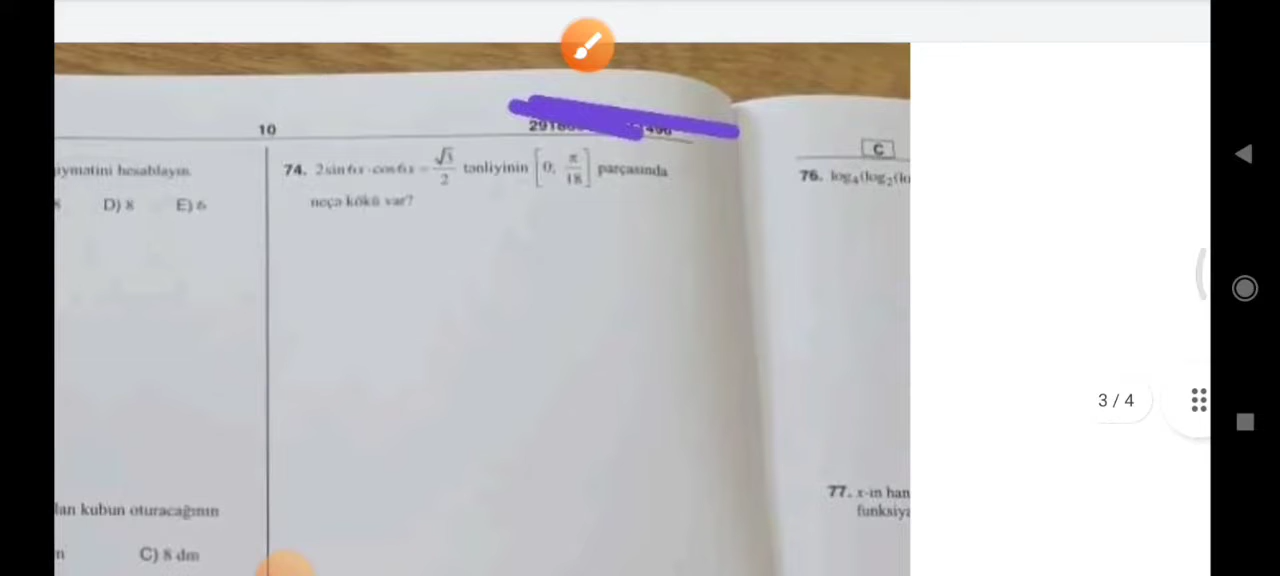 10
iymətini hesablayın.
D) 8 E) 6
74. 2sin6x·cos6x = √3/2 tənliyinin [0; π/18] parçasında
neçə kökü var?
C
76. log₄(log₂(lo
77. x-in han
funksiya
lan kubun oturacağının
C) 8 dm
3 / 4